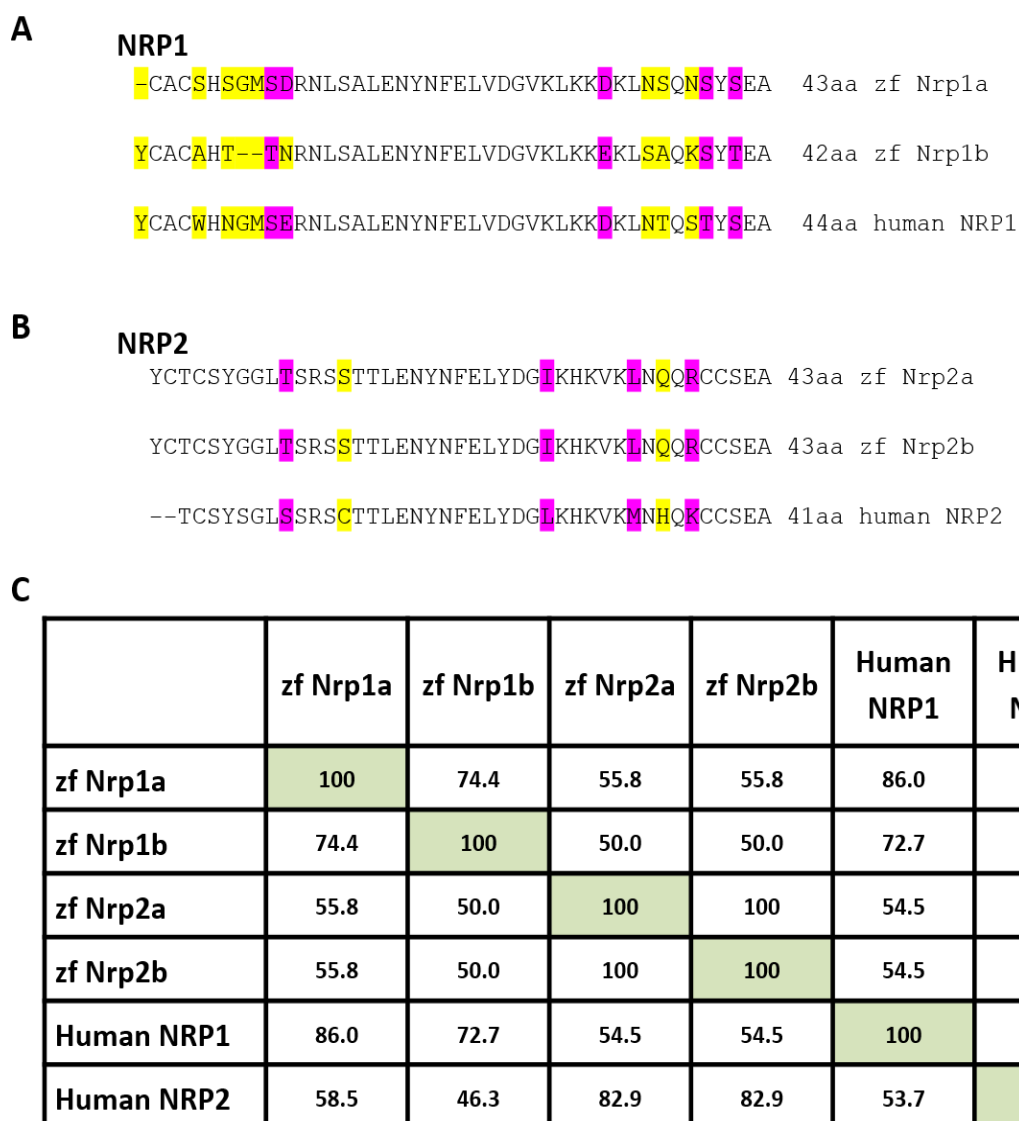 A
NRP1
-CACSHSGMSDRNLSALENYNFELVDGVKLKKDKLNSQNSYSEA 43aa zf Nrp1a
YCACAHT--TNRNLSALENYNFELVDGVKLKKEKLSAQKSYTEA 42aa zf Nrp1b
YCACWHNGMSERNLSALENYNFELVDGVKLKKDKLNTQSTYSEA 44aa human NRP1
B
NRP2
YCTCSYGGLTSRSSTTLENYNFELYDGIKHKVKLNQQRCCSEA 43aa zf Nrp2a
YCTCSYGGLTSRSSTTLENYNFELYDGIKHKVKLNQQRCCSEA 43aa zf Nrp2b
--TCSYSGLSSRSCTTLENYNFELYDGLKHKVKMNHQKCCSEA 41aa human NRP2
C
zf Nrp1a zf Nrp1b zf Nrp2a zf Nrp2b Human NRP1
zf Nrp1a 100 74.4 55.8 55.8 86.0
zf Nrp1b 74.4 100 50.0 50.0 72.7
zf Nrp2a 55.8 50.0 100 100 54.5
zf Nrp2b 55.8 50.0 100 100 54.5
Human NRP1 86.0 72.7 54.5 54.5 100
Human NRP2 58.5 46.3 82.9 82.9 53.7